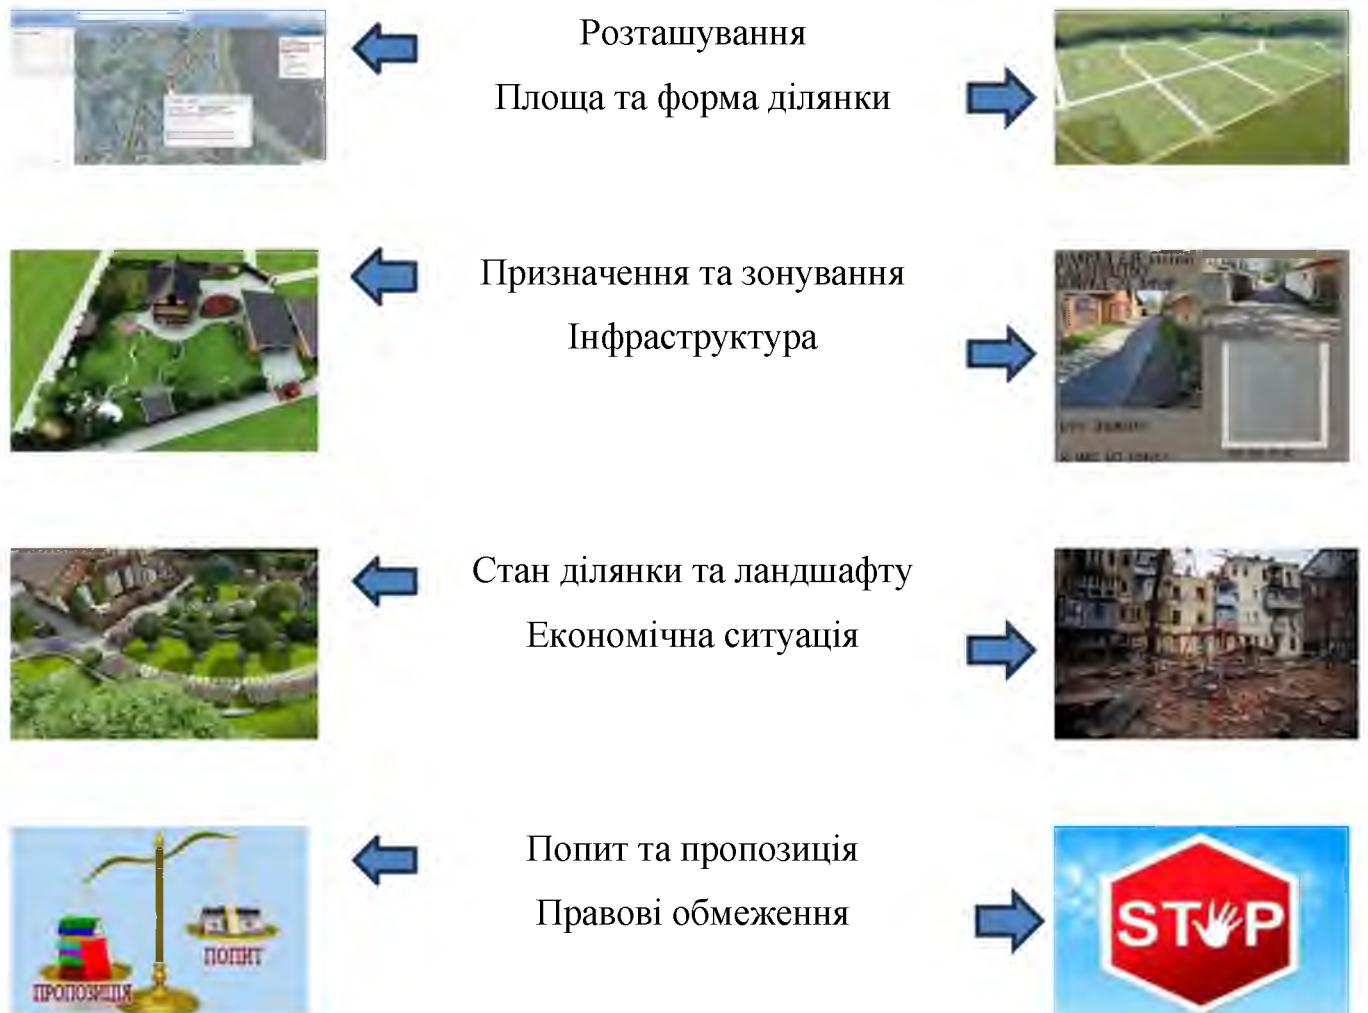 Розташування
Площа та форма ділянки
Призначення та зонування
Інфраструктура
Стан ділянки та ландшафту
Економічна ситуація
Попит та пропозиція
Правові обмеження
ПОПИТ
ПРОПОЗИЦІЯ
STOP